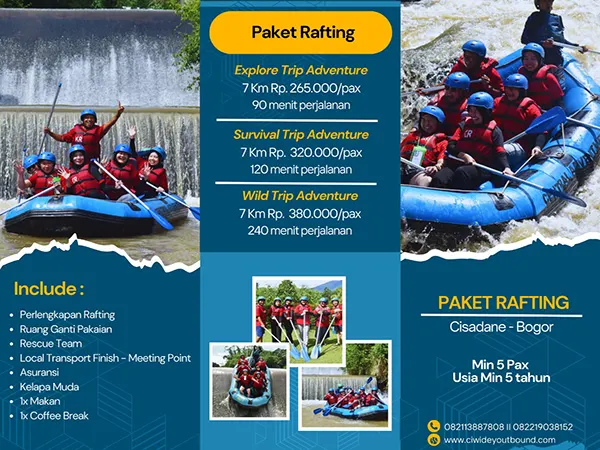 Paket Rafting
Explore Trip Adventure
7 Km Rp. 265.000/pax
90 menit perjalanan
Survival Trip Adventure
7 Km Rp.  320.000/pax
120 menit perjalanan
Wild Trip Adventure
7 Km Rp.  380.000/pax
240 menit perjalanan
Include :
• Perlengkapan Rafting
• Ruang Ganti Pakaian
• Rescue Team
• Local Transport Finish - Meeting Point
• Asuransi
• Kelapa Muda
• 1x Makan
• 1x Coffee Break
PAKET RAFTING
Cisadane - Bogor
Min 5 Pax
Usia Min 5 tahun
082113887808 II 082219038152
www.ciwideyoutbound.com